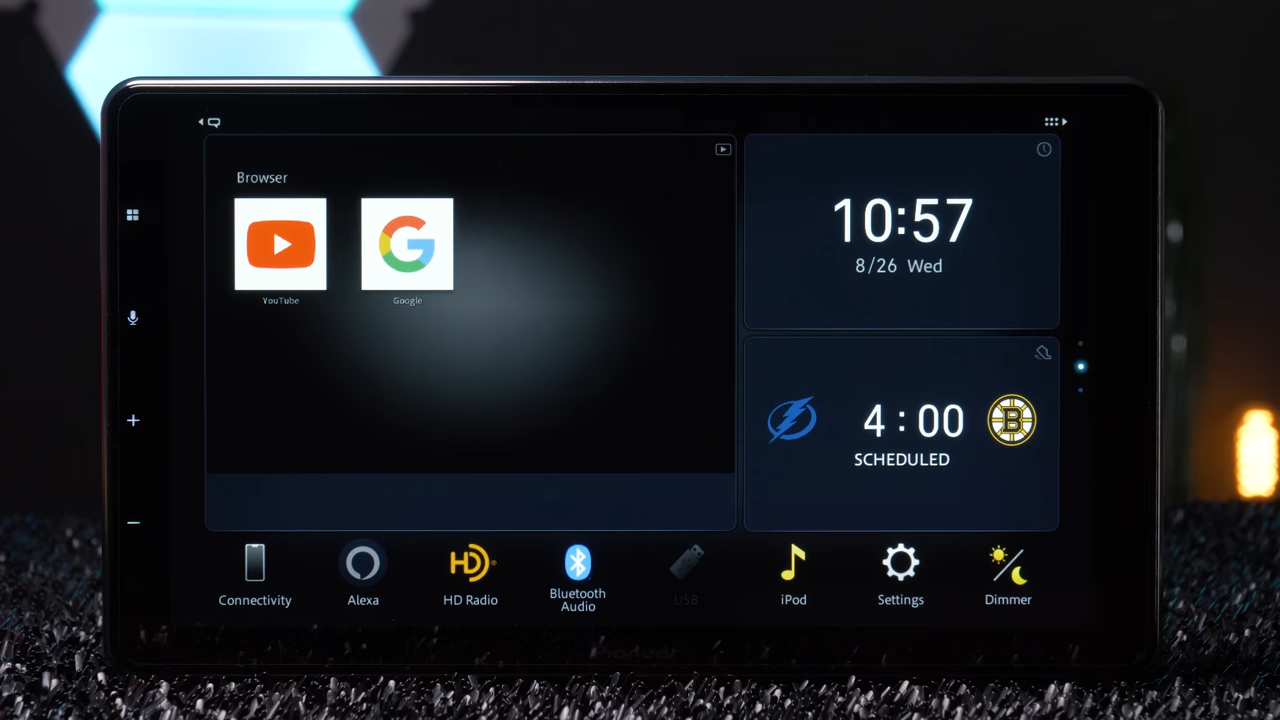 Browser
YouTube
Google
10:57
8/26 Wed
B
4:00
SCHEDULED
Connectivity
Alexa
HD Radio
Bluetooth
Audio
USB
iPod
Settings
Dimmer
Pioneer